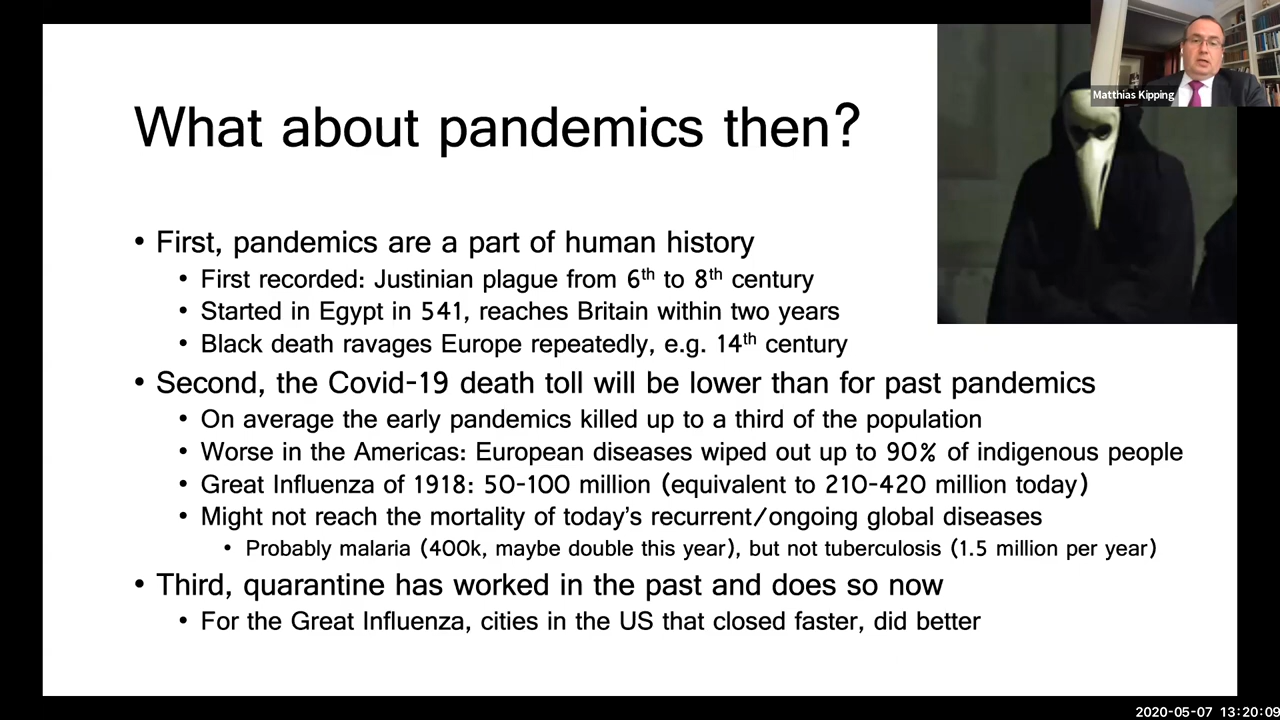 Matthias Kipping
What about pandemics then?
• First, pandemics are a part of human history
• First recorded: Justinian plague from 6th to 8th century
• Started in Egypt in 541, reaches Britain within two years
• Black death ravages Europe repeatedly, e.g. 14th century
• Second, the Covid-19 death toll will be lower than for past pandemics
• On average the early pandemics killed up to a third of the population
• Worse in the Americas: European diseases wiped out up to 90% of indigenous people
• Great Influenza of 1918: 50-100 million (equivalent to 210-420 million today)
• Might not reach the mortality of today's recurrent/ongoing global diseases
• Probably malaria (400k, maybe double this year), but not tuberculosis (1.5 million per year)
• Third, quarantine has worked in the past and does so now
• For the Great Influenza, cities in the US that closed faster, did better
2020-05-07 13:20:09